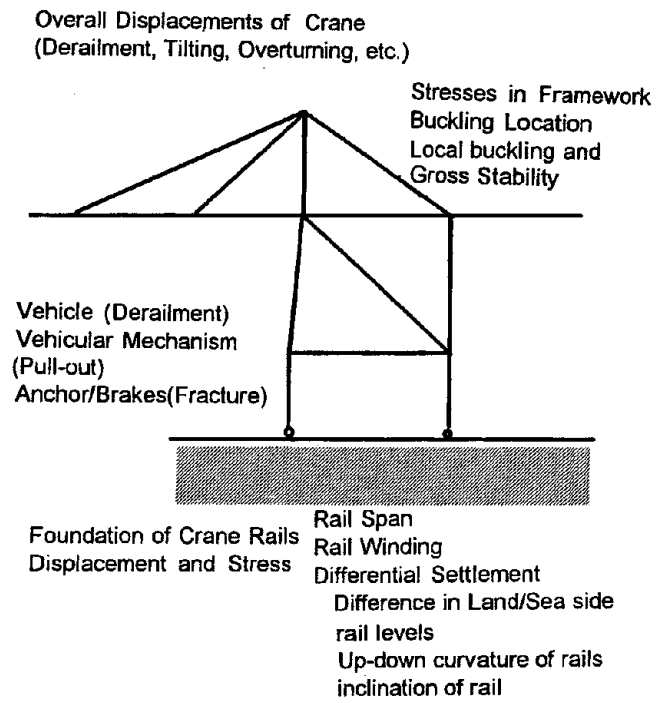 Overall Displacements of Crane
(Derailment, Tilting, Overturning, etc.)
Stresses in Framework
Buckling Location
Local buckling and
Gross Stability
Vehicle (Derailment)
Vehicular Mechanism
(Pull-out)
Anchor/Brakes(Fracture)
Foundation of Crane Rails
Displacement and Stress
Rail Span
Rail Winding
Differential Settlement
Difference in Land/Sea side
rail levels
Up-down curvature of rails
inclination of rail